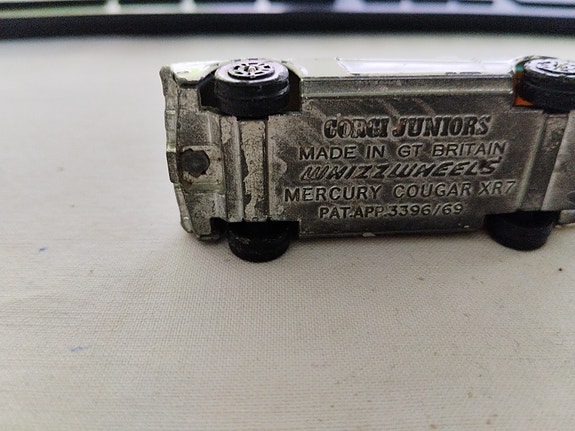 CORGI JUNIORS
MADE IN GT BRITAIN
WHIZZWHEELS
MERCURY COUGAR XR7
PAT.APP.3396/69